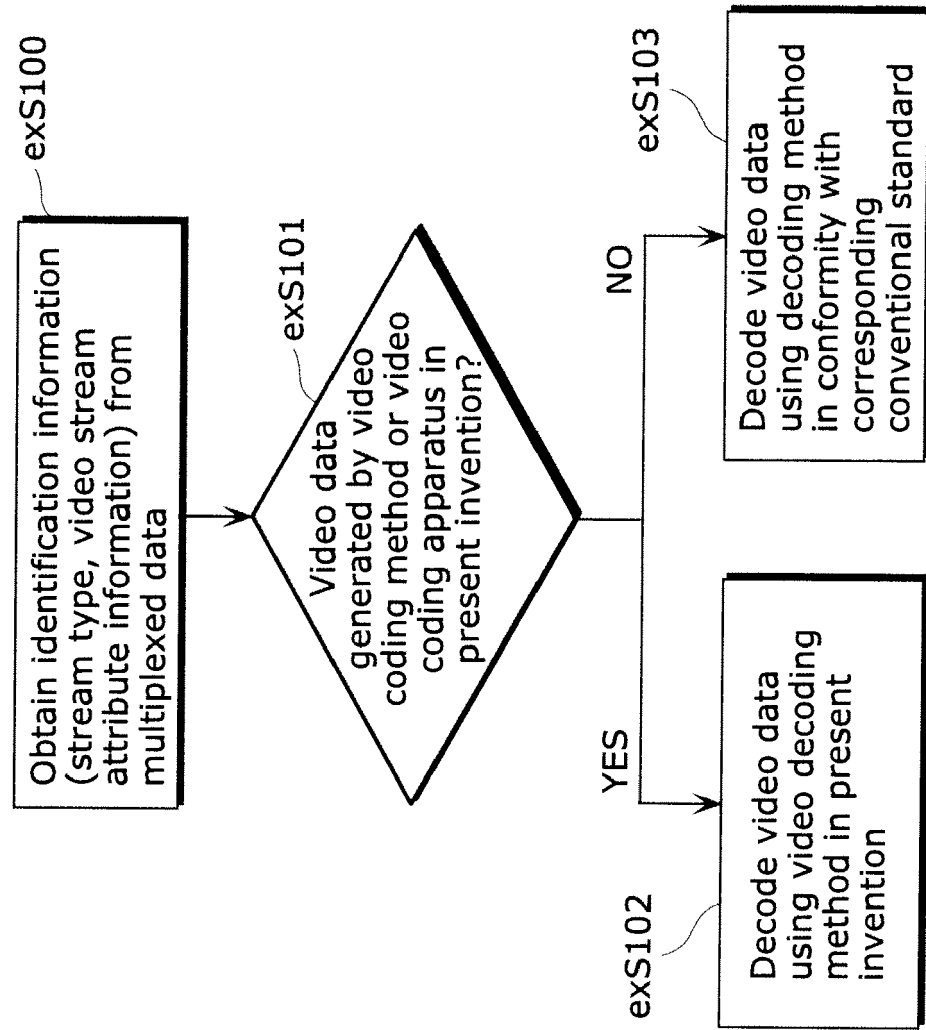 exS100
Obtain identification information
(stream type, video stream
attribute information) from
multiplexed data
exS101
Video data
generated by video
coding method or video
coding apparatus in
present invention?
YES
NO
exS102
Decode video data
using video decoding
method in present
invention
exS103
Decode video data
using decoding method
in conformity with
corresponding
conventional standard